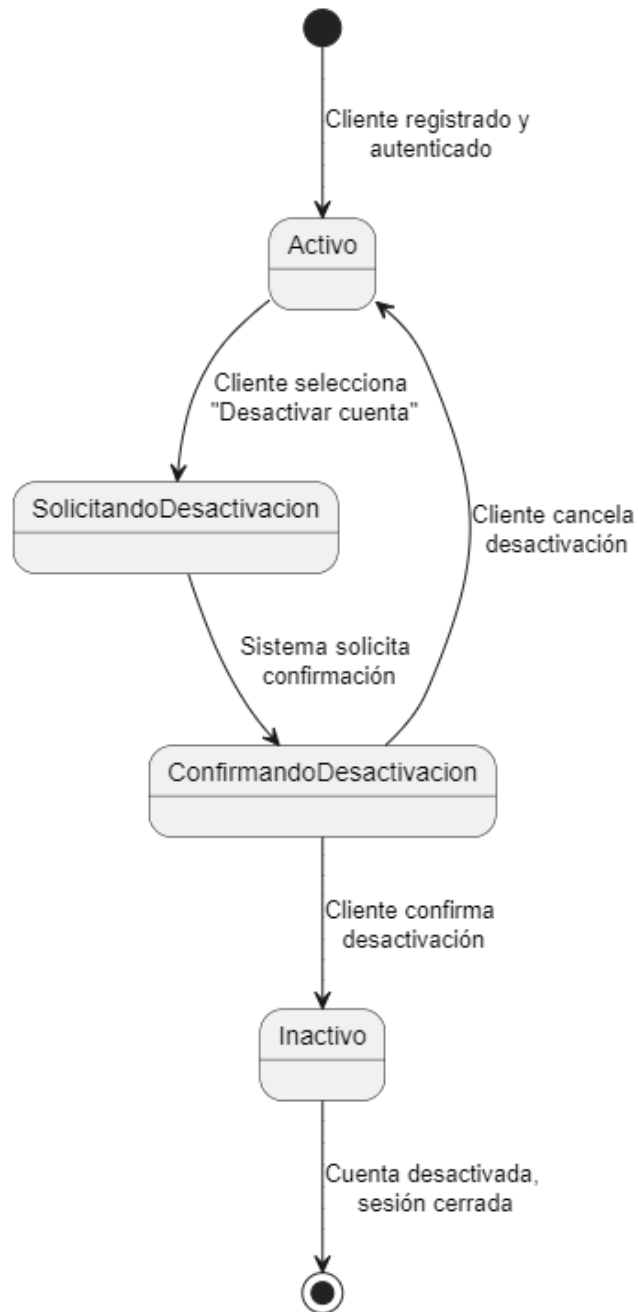 Cliente registrado y
autenticado
Activo
Cliente selecciona
"Desactivar cuenta"
SolicitandoDesactivacion
Cliente cancela
desactivación
Sistema solicita
confirmación
ConfirmandoDesactivacion
Cliente confirma
desactivación
Inactivo
Cuenta desactivada,
sesión cerrada